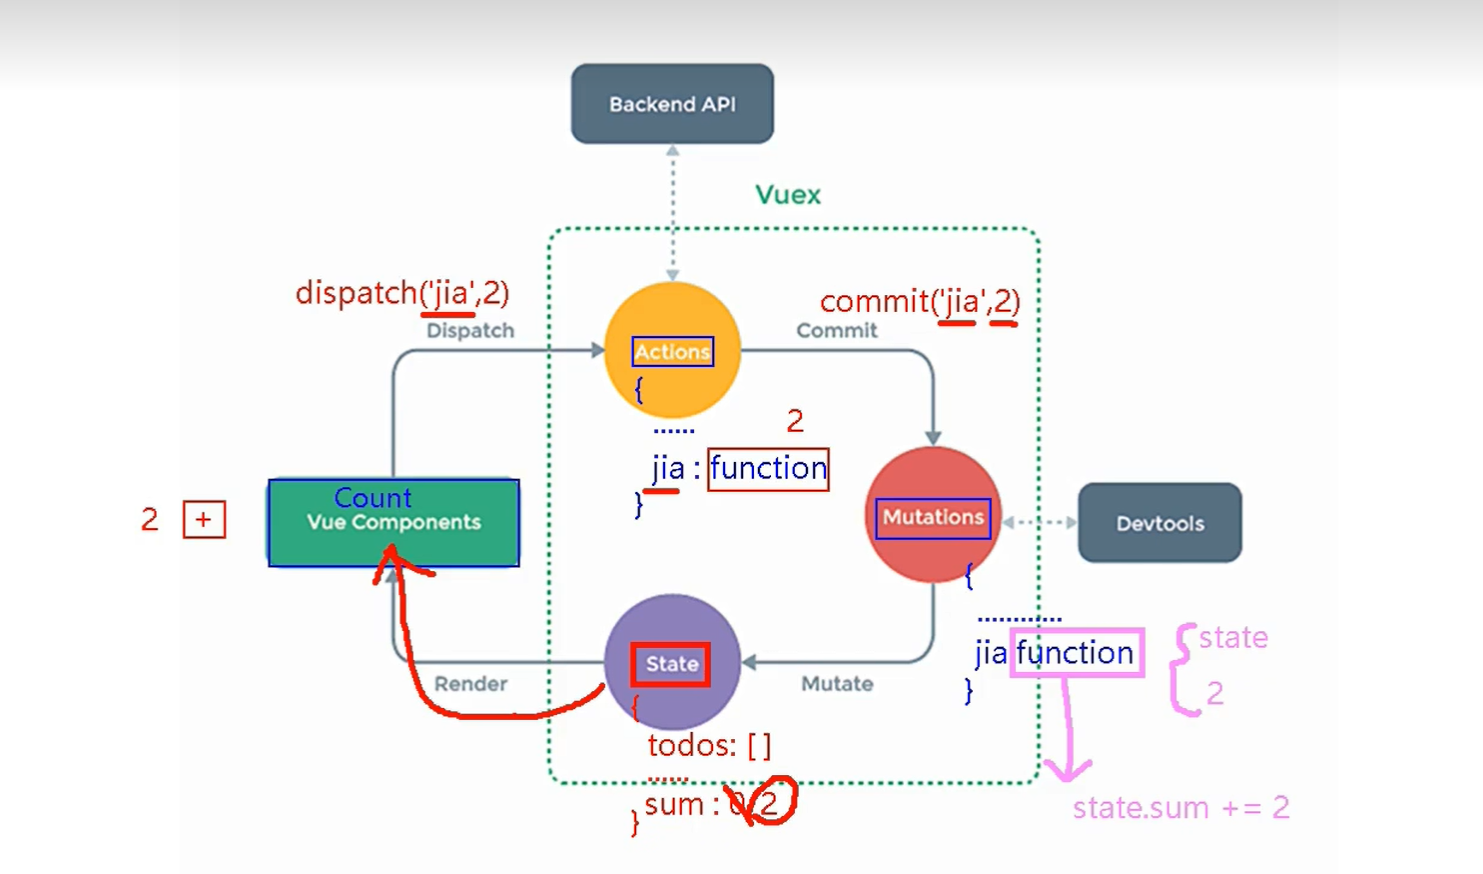 Backend API
Vuex
dispatch('jia',2)
commit('jia',2)
Dispatch
Commit
Actions
{
......
2
jia : function
}
Count
Vue Components
2 +
Mutations
Devtools
{
............
jia function
}
state
2
State
Render
Mutate
{
todos: [ ]
......
sum : 0 2
}
state.sum += 2